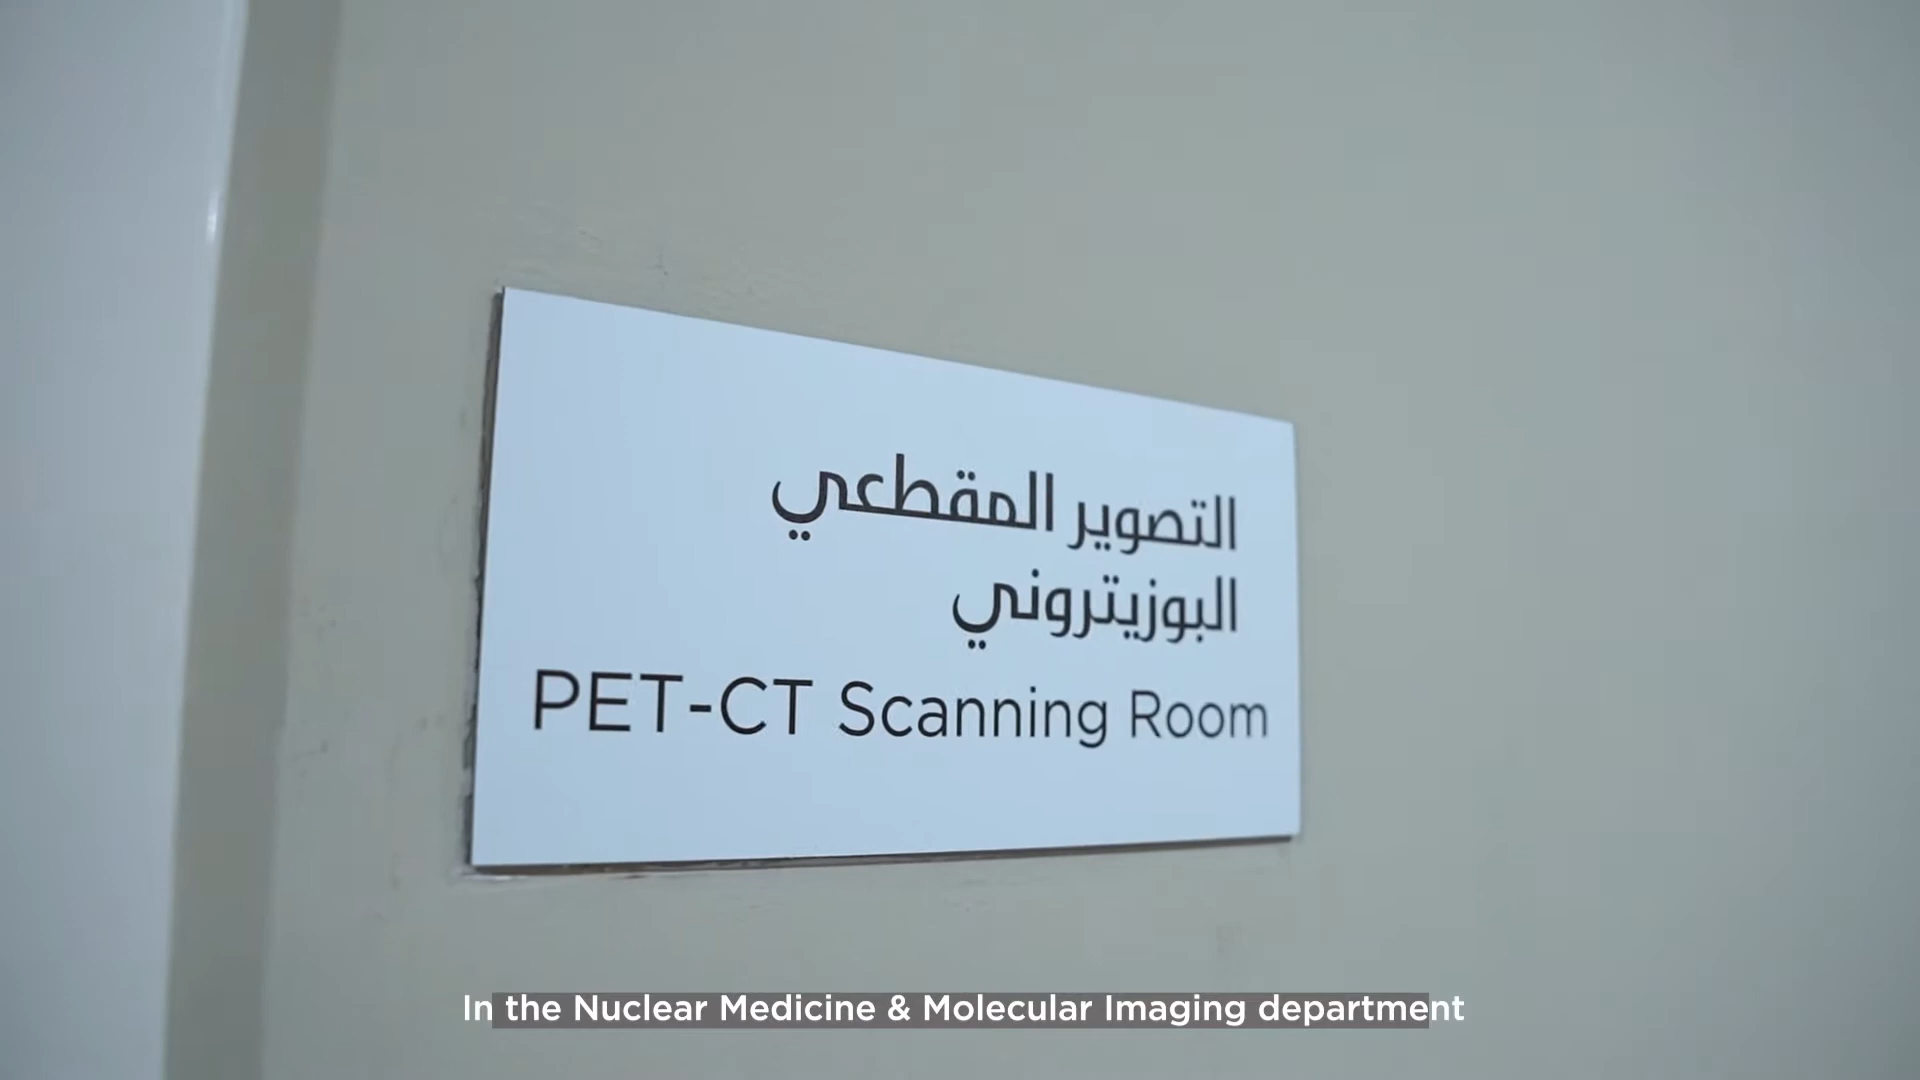 التصوير المقطعي
البوزيتروني
PET-CT Scanning Room
In the Nuclear Medicine & Molecular Imaging department